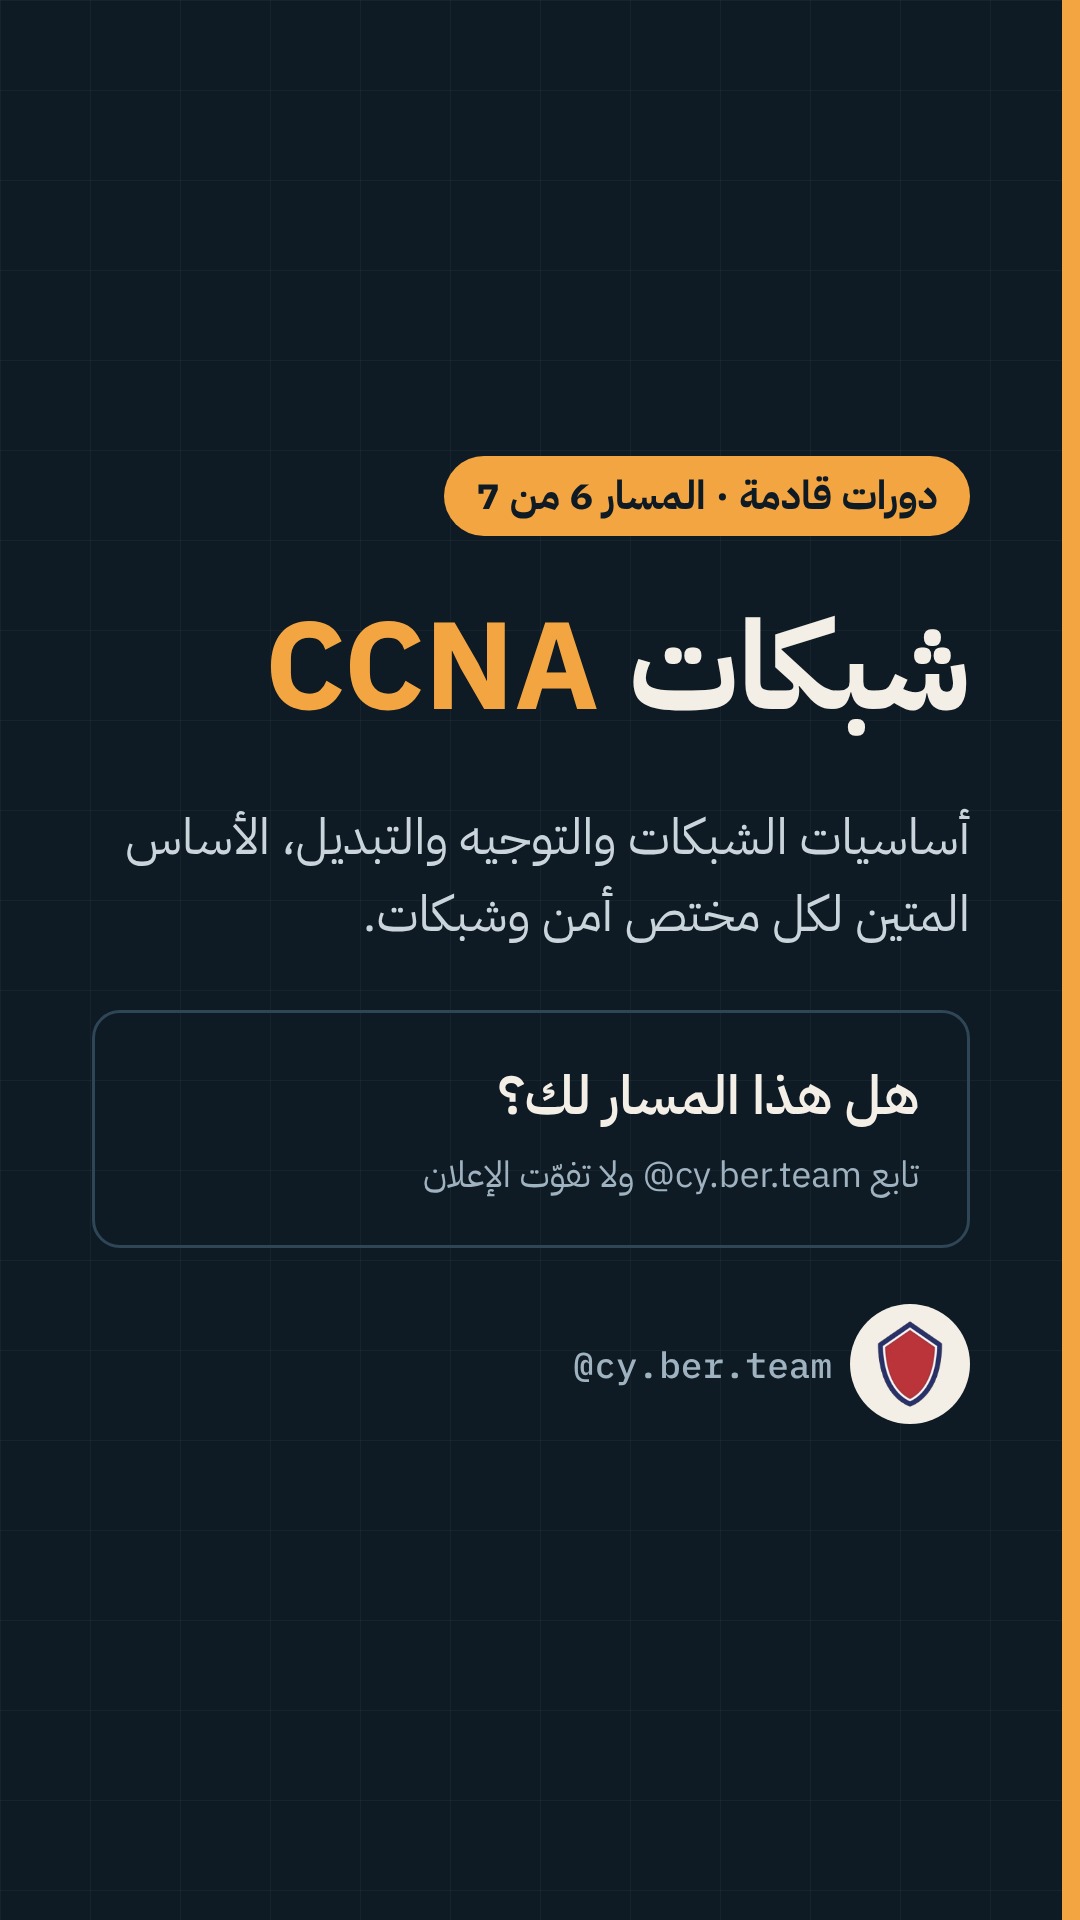 دورات قادمة · المسار 6 من 7
شبكات CCNA
أساسيات الشبكات والتوجيه والتبديل، الأساس
المتين لكل مختص أمن وشبكات.
هل هذا المسار لك؟
تابع @cy.ber.team ولا تفوّت الإعلان
@cy.ber.team